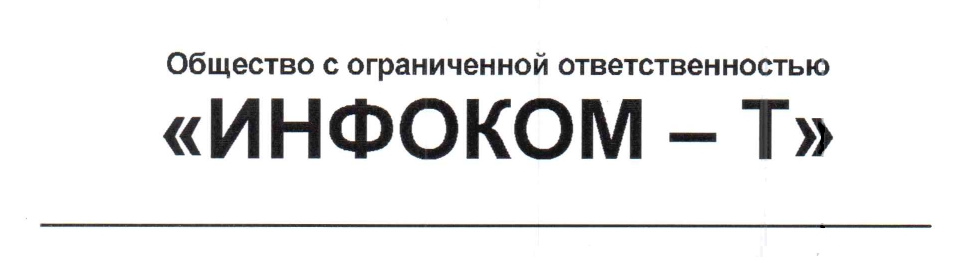 Общество с ограниченной ответственностью
«ИНФОКОМ – Т»